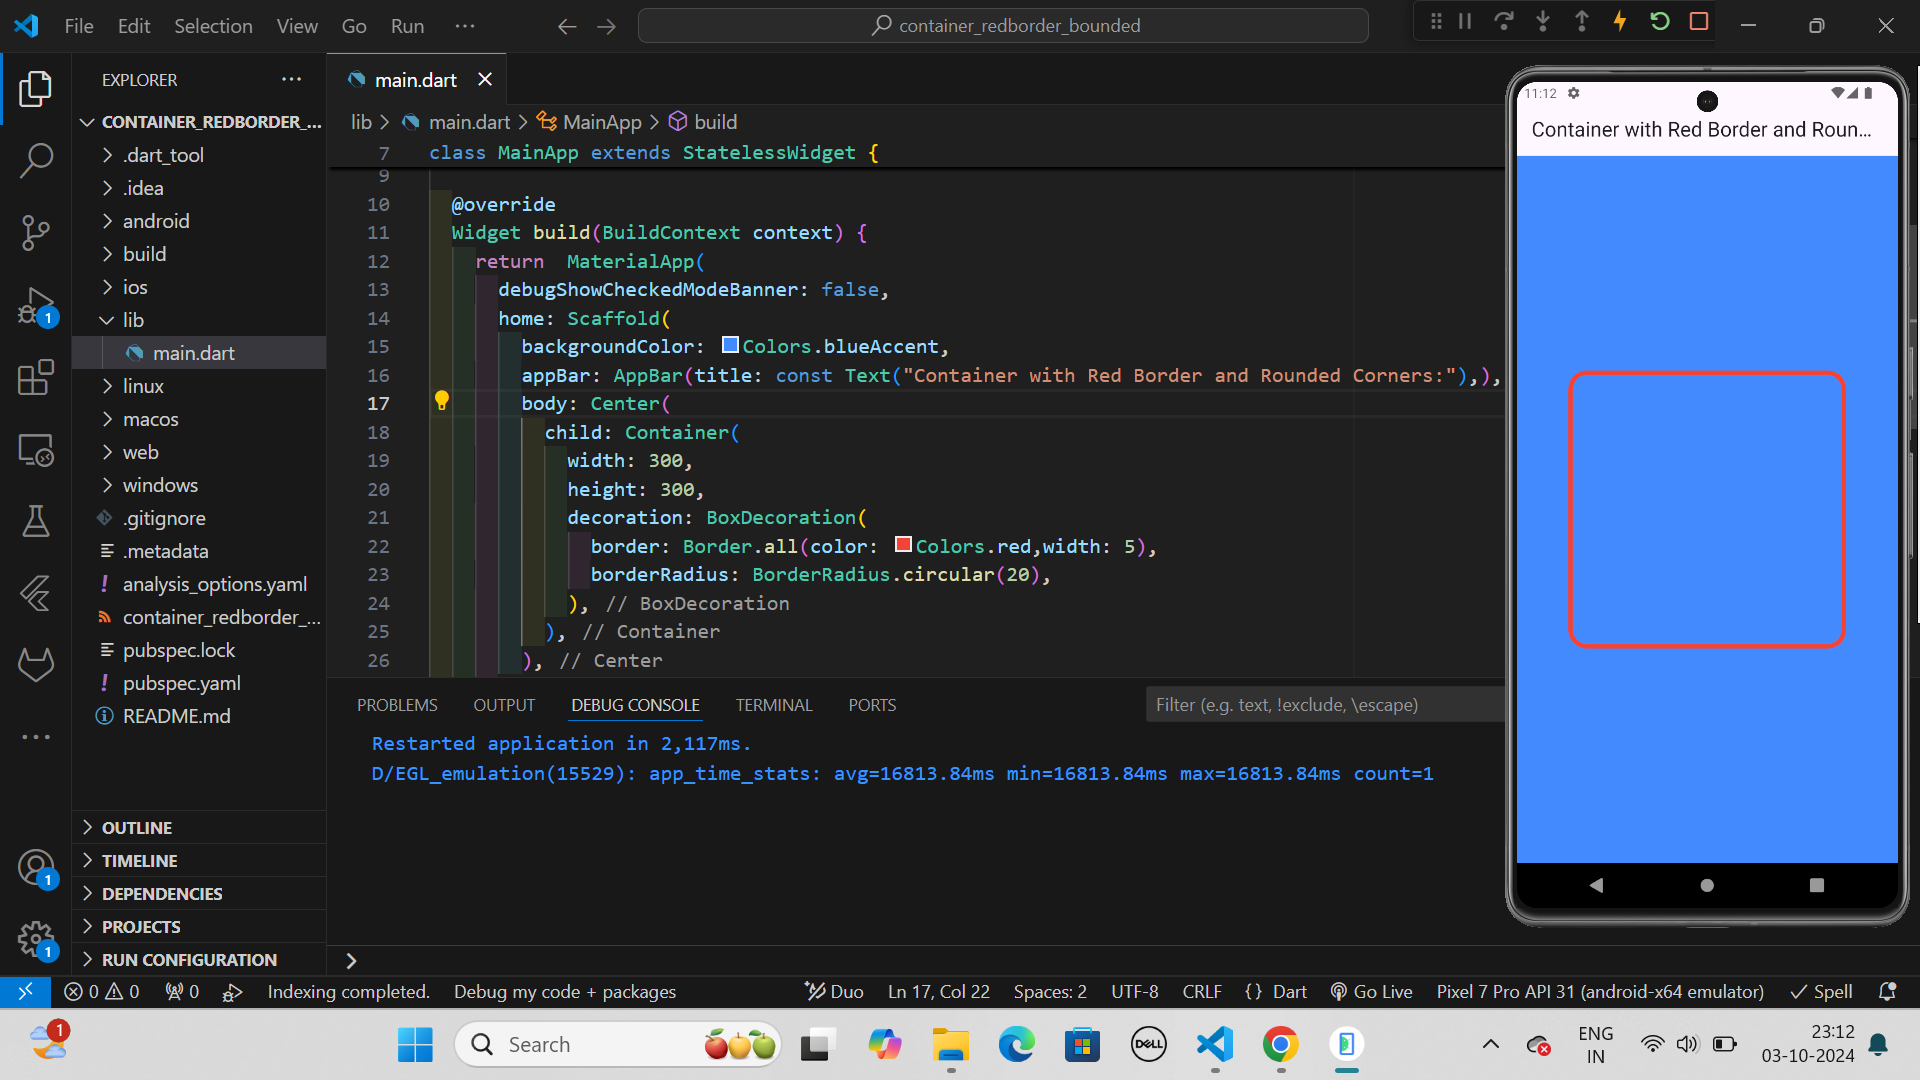 File Edit Selection View Go Run ···
container_redborder_bounded
EXPLORER
CONTAINER_REDBORDER_...
.dart_tool
.idea
android
build
ios
lib
main.dart
linux
macos
web
windows
.gitignore
.metadata
analysis_options.yaml
container_redborder_...
pubspec.lock
pubspec.yaml
README.md
OUTLINE
TIMELINE
DEPENDENCIES
PROJECTS
RUN CONFIGURATION
main.dart
lib > main.dart > MainApp > build
7 class MainApp extends StatelessWidget {
9
10 @override
11 Widget build(BuildContext context) {
12 return  MaterialApp(
13 debugShowCheckedModeBanner: false,
14 home: Scaffold(
15 backgroundColor: Colors.blueAccent,
16 appBar: AppBar(title: const Text("Container with Red Border and Rounded Corners:"),),
17 body: Center(
18 child: Container(
19 width: 300,
20 height: 300,
21 decoration: BoxDecoration(
22 border: Border.all(color: Colors.red,width: 5),
23 borderRadius: BorderRadius.circular(20),
24 ), // BoxDecoration
25 ), // Container
26 ), // Center
PROBLEMS OUTPUT DEBUG CONSOLE TERMINAL PORTS
Filter (e.g. text, !exclude, \escape)
Restarted application in 2,117ms.
D/EGL_emulation(15529): app_time_stats: avg=16813.84ms min=16813.84ms max=16813.84ms count=1
>
11:12
Container with Red Border and Roun...
1
1
1
0 0 0 Indexing completed. Debug my code + packages Duo Ln 17, Col 22 Spaces: 2 UTF-8 CRLF {} Dart Go Live Pixel 7 Pro API 31 (android-x64 emulator) Spell
1
Search
DELL
ENG
IN
23:12
03-10-2024